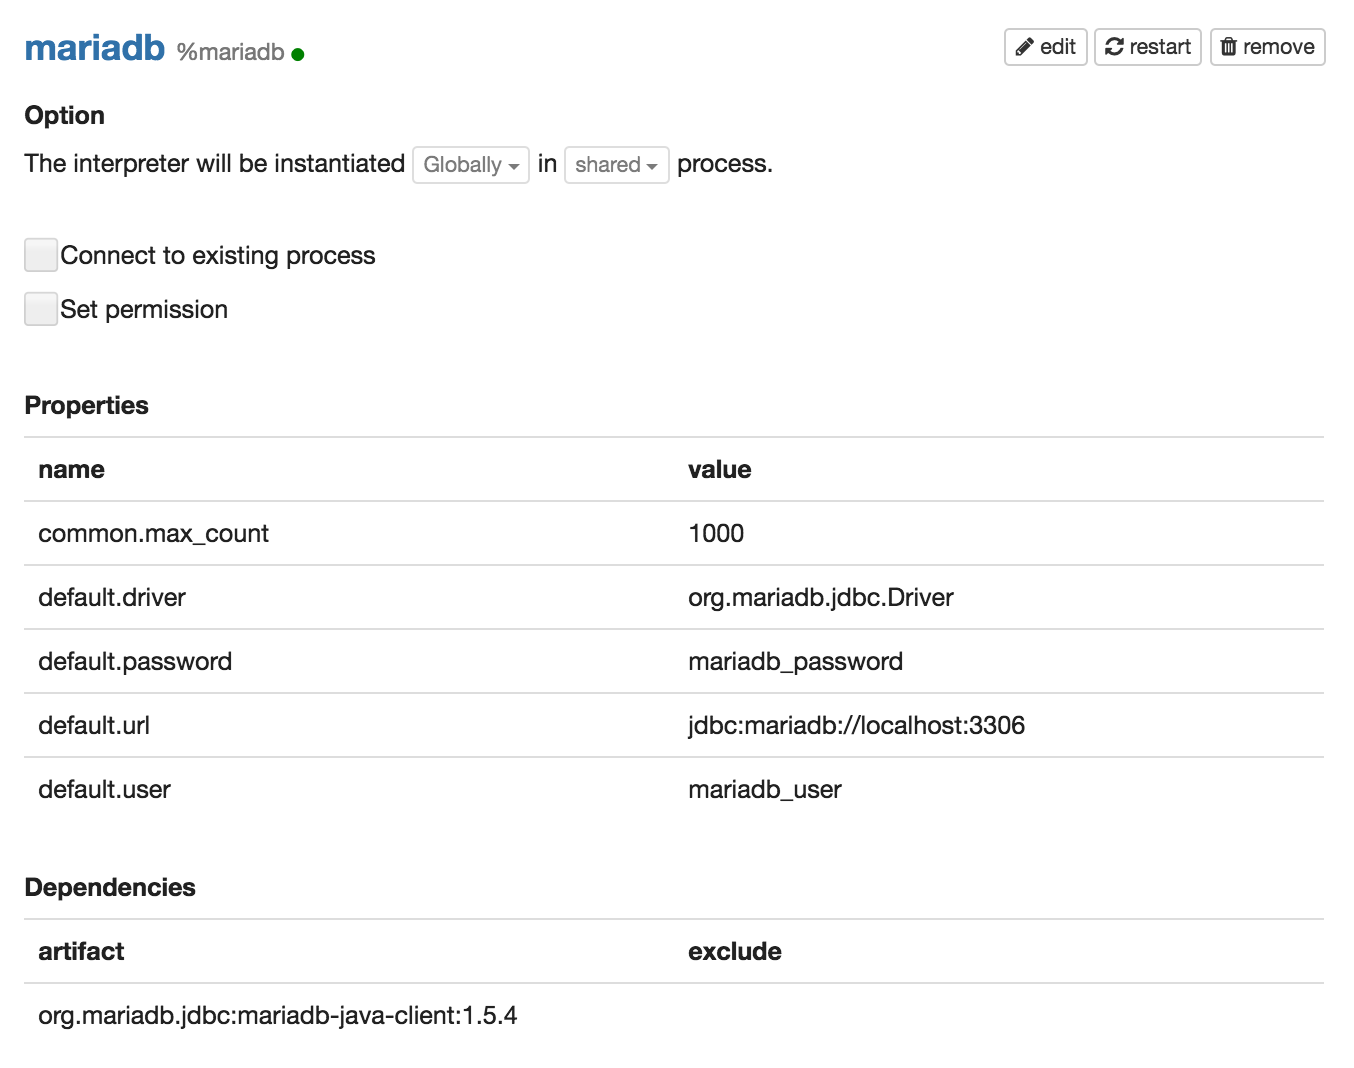 mariadb %mariadb edit restart remove
Option
The interpreter will be instantiated Globally in shared process.
Connect to existing process
Set permission
Properties
name value
common.max_count 1000
default.driver org.mariadb.jdbc.Driver
default.password mariadb_password
default.url jdbc:mariadb://localhost:3306
default.user mariadb_user
Dependencies
artifact exclude
org.mariadb.jdbc:mariadb-java-client:1.5.4